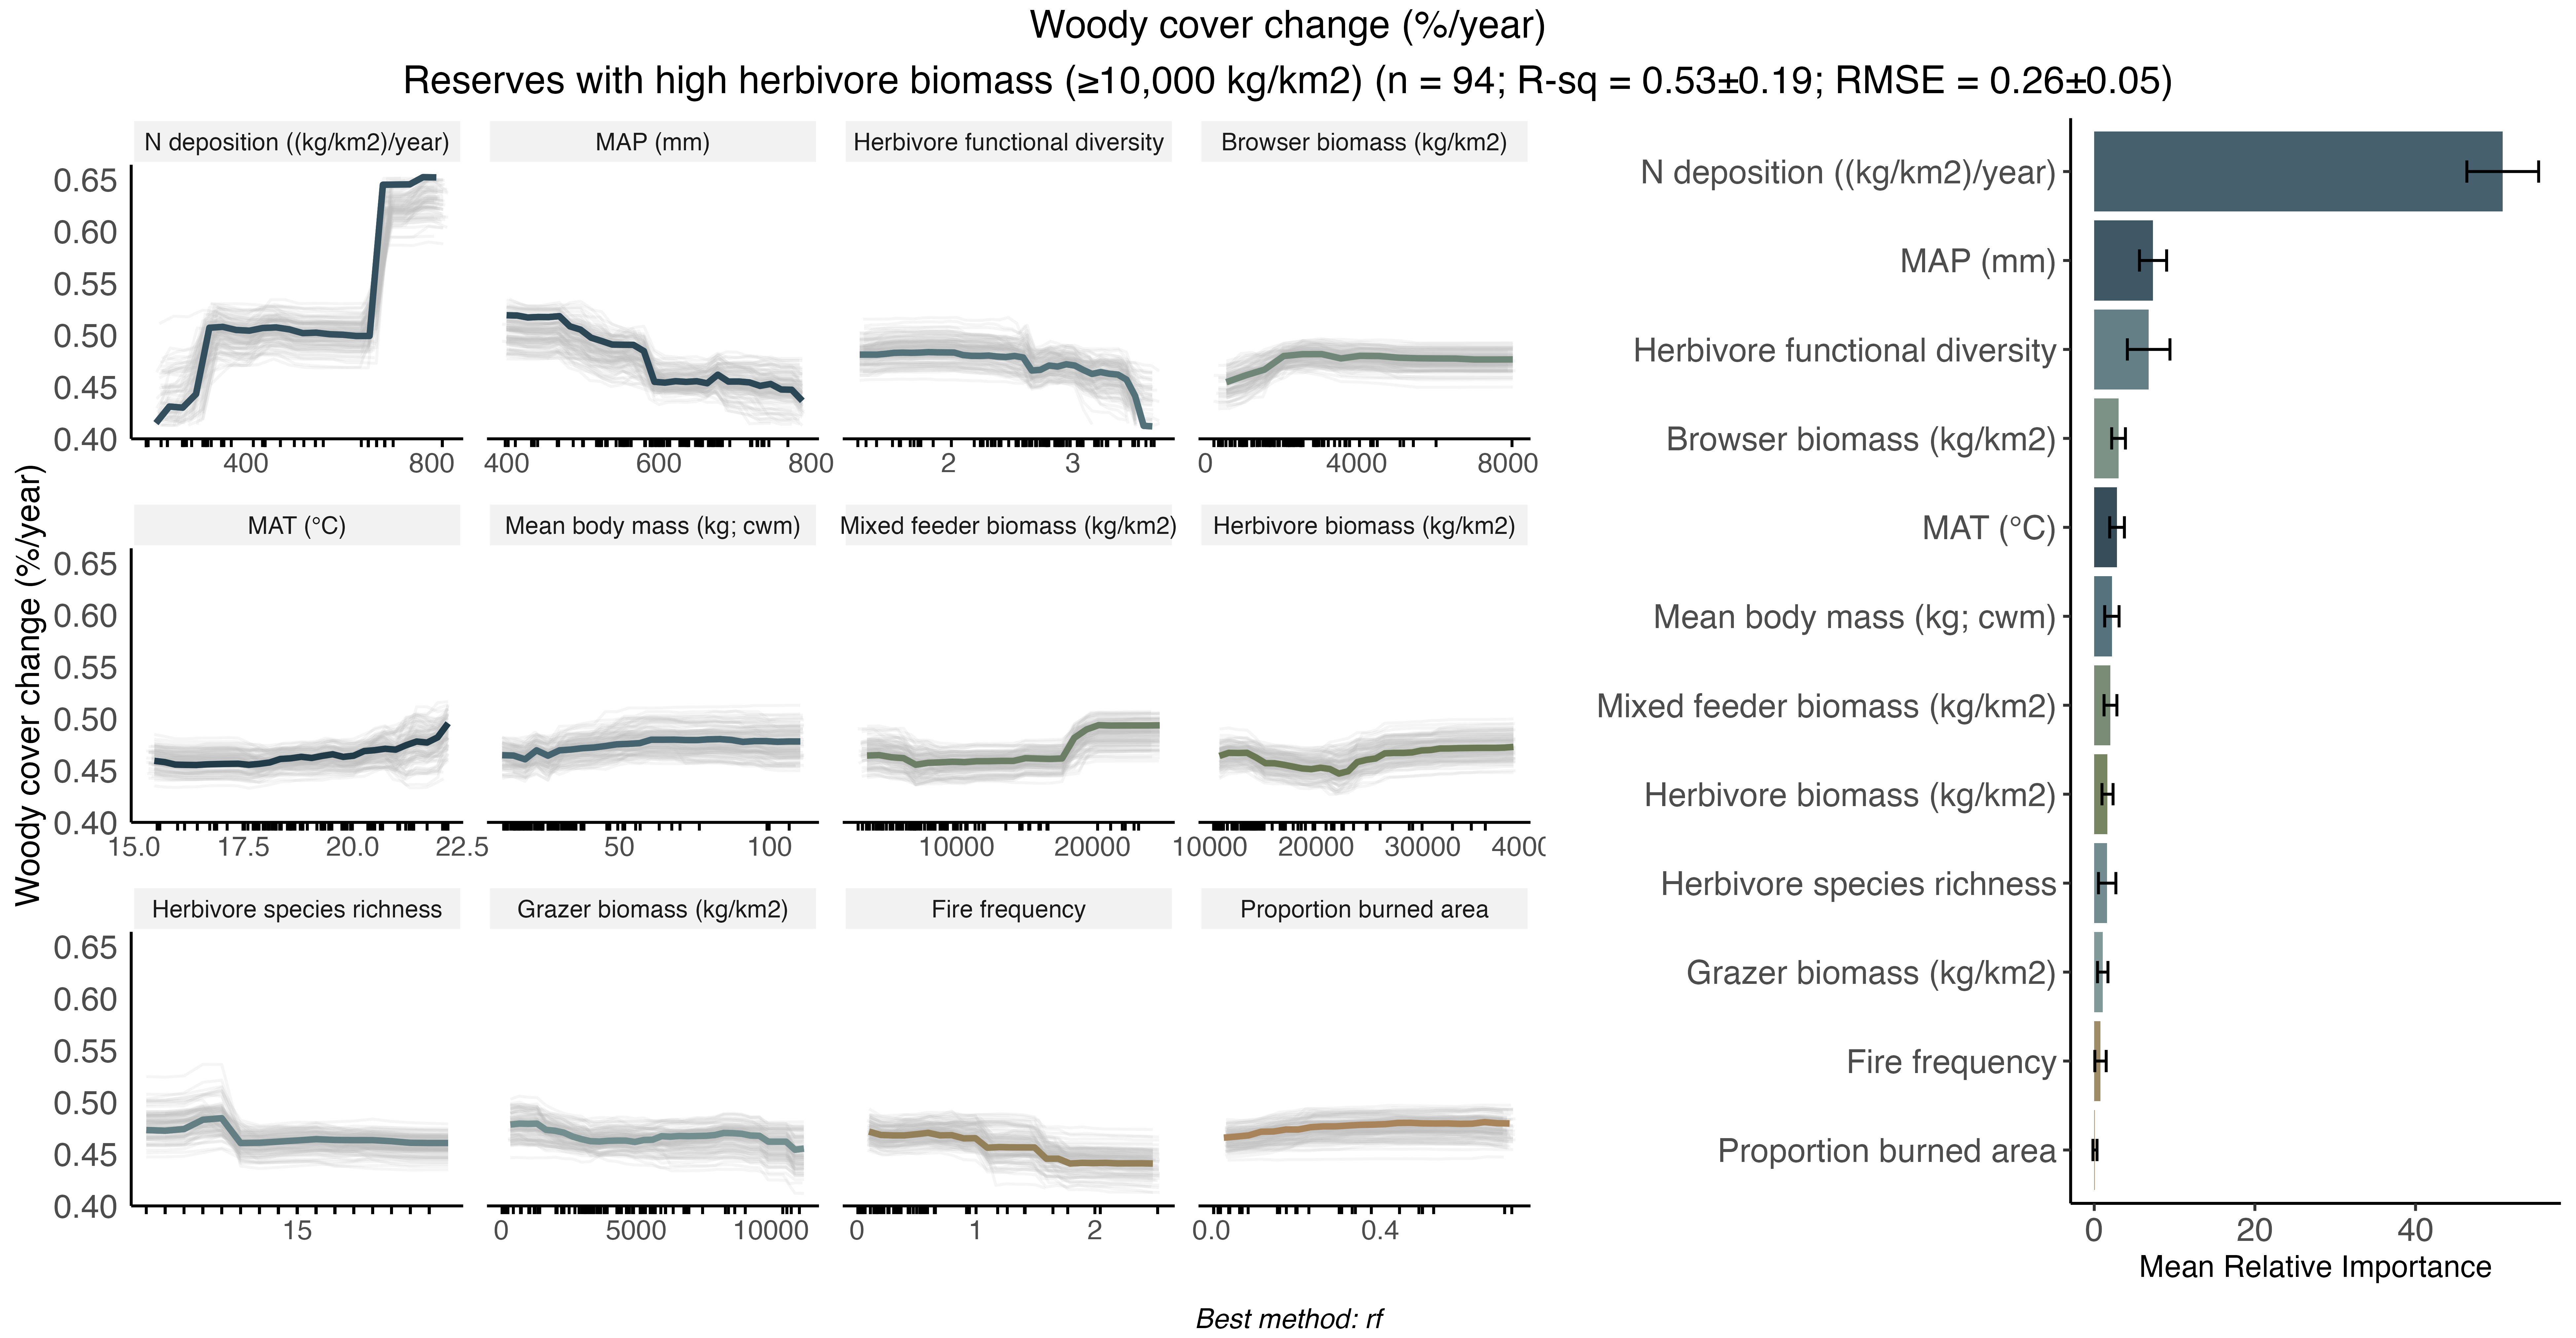 Woody cover change (%/year)
Reserves with high herbivore biomass (≥10,000 kg/km2) (n = 94; R-sq = 0.53±0.19; RMSE = 0.26±0.05)
Woody cover change (%/year)
N deposition ((kg/km2)/year) MAP (mm) Herbivore functional diversity Browser biomass (kg/km2)
0.65
0.60
0.55
0.50
0.45
0.40
400 800 400 600 800 2 3 0 4000 8000
MAT (°C) Mean body mass (kg; cwm) Mixed feeder biomass (kg/km2) Herbivore biomass (kg/km2)
0.65
0.60
0.55
0.50
0.45
0.40
15.0 17.5 20.0 22.5 50 100 10000 20000 10000 20000 30000 400
Herbivore species richness Grazer biomass (kg/km2) Fire frequency Proportion burned area
0.65
0.60
0.55
0.50
0.45
0.40
15 0 5000 10000 0 1 2 0.0 0.4
N deposition ((kg/km2)/year)
MAP (mm)
Herbivore functional diversity
Browser biomass (kg/km2)
MAT (°C)
Mean body mass (kg; cwm)
Mixed feeder biomass (kg/km2)
Herbivore biomass (kg/km2)
Herbivore species richness
Grazer biomass (kg/km2)
Fire frequency
Proportion burned area
0 20 40
Mean Relative Importance
Best method: rf